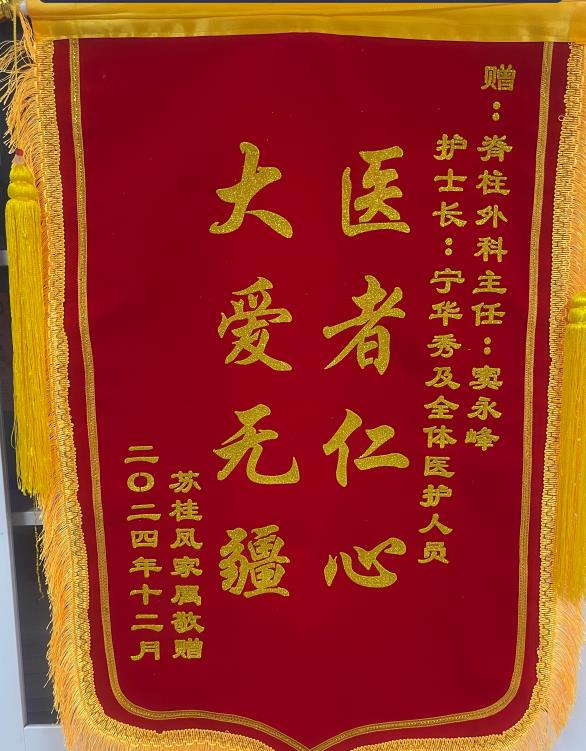 赠：脊柱外科主任：窦永峰
护士长：宁华秀及全体医护人员
医者仁心
大爱无疆
苏桂风家属敬赠
二〇二四年十二月